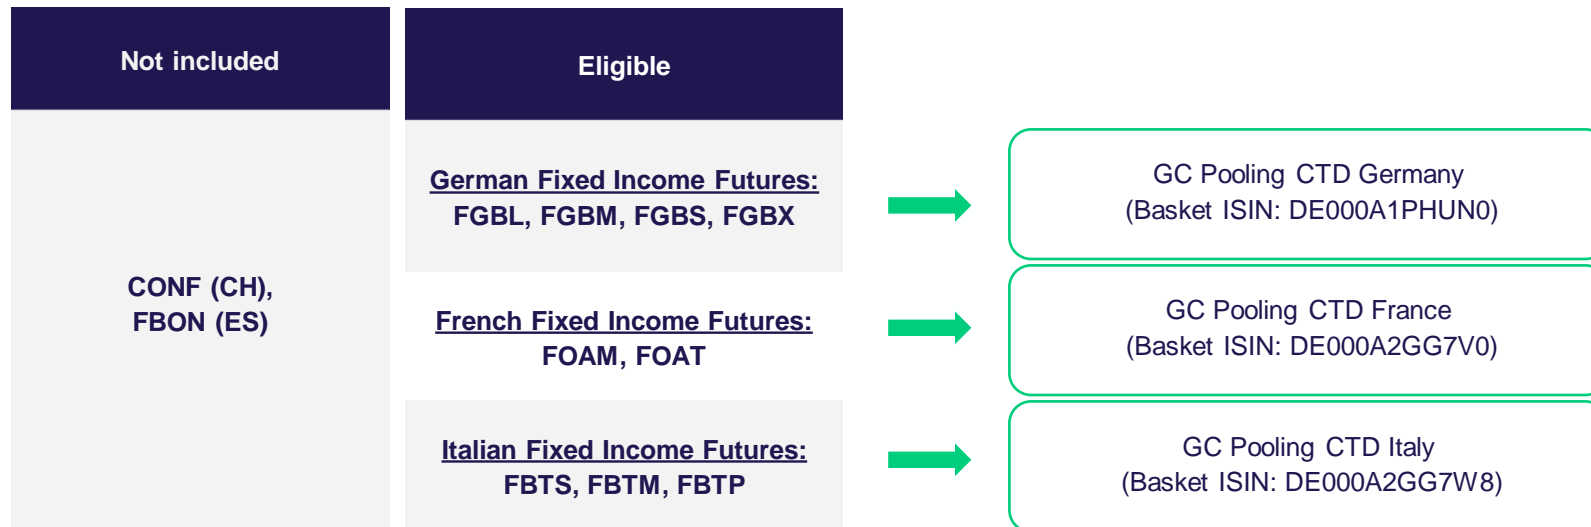 Not included
Eligible
CONF (CH),
FBON (ES)
German Fixed Income Futures:
FGBL, FGBM, FGBS, FGBX
GC Pooling CTD Germany
(Basket ISIN: DE000A1PHUN0)
French Fixed Income Futures:
FOAM, FOAT
GC Pooling CTD France
(Basket ISIN: DE000A2GG7V0)
Italian Fixed Income Futures:
FBTS, FBTM, FBTP
GC Pooling CTD Italy
(Basket ISIN: DE000A2GG7W8)